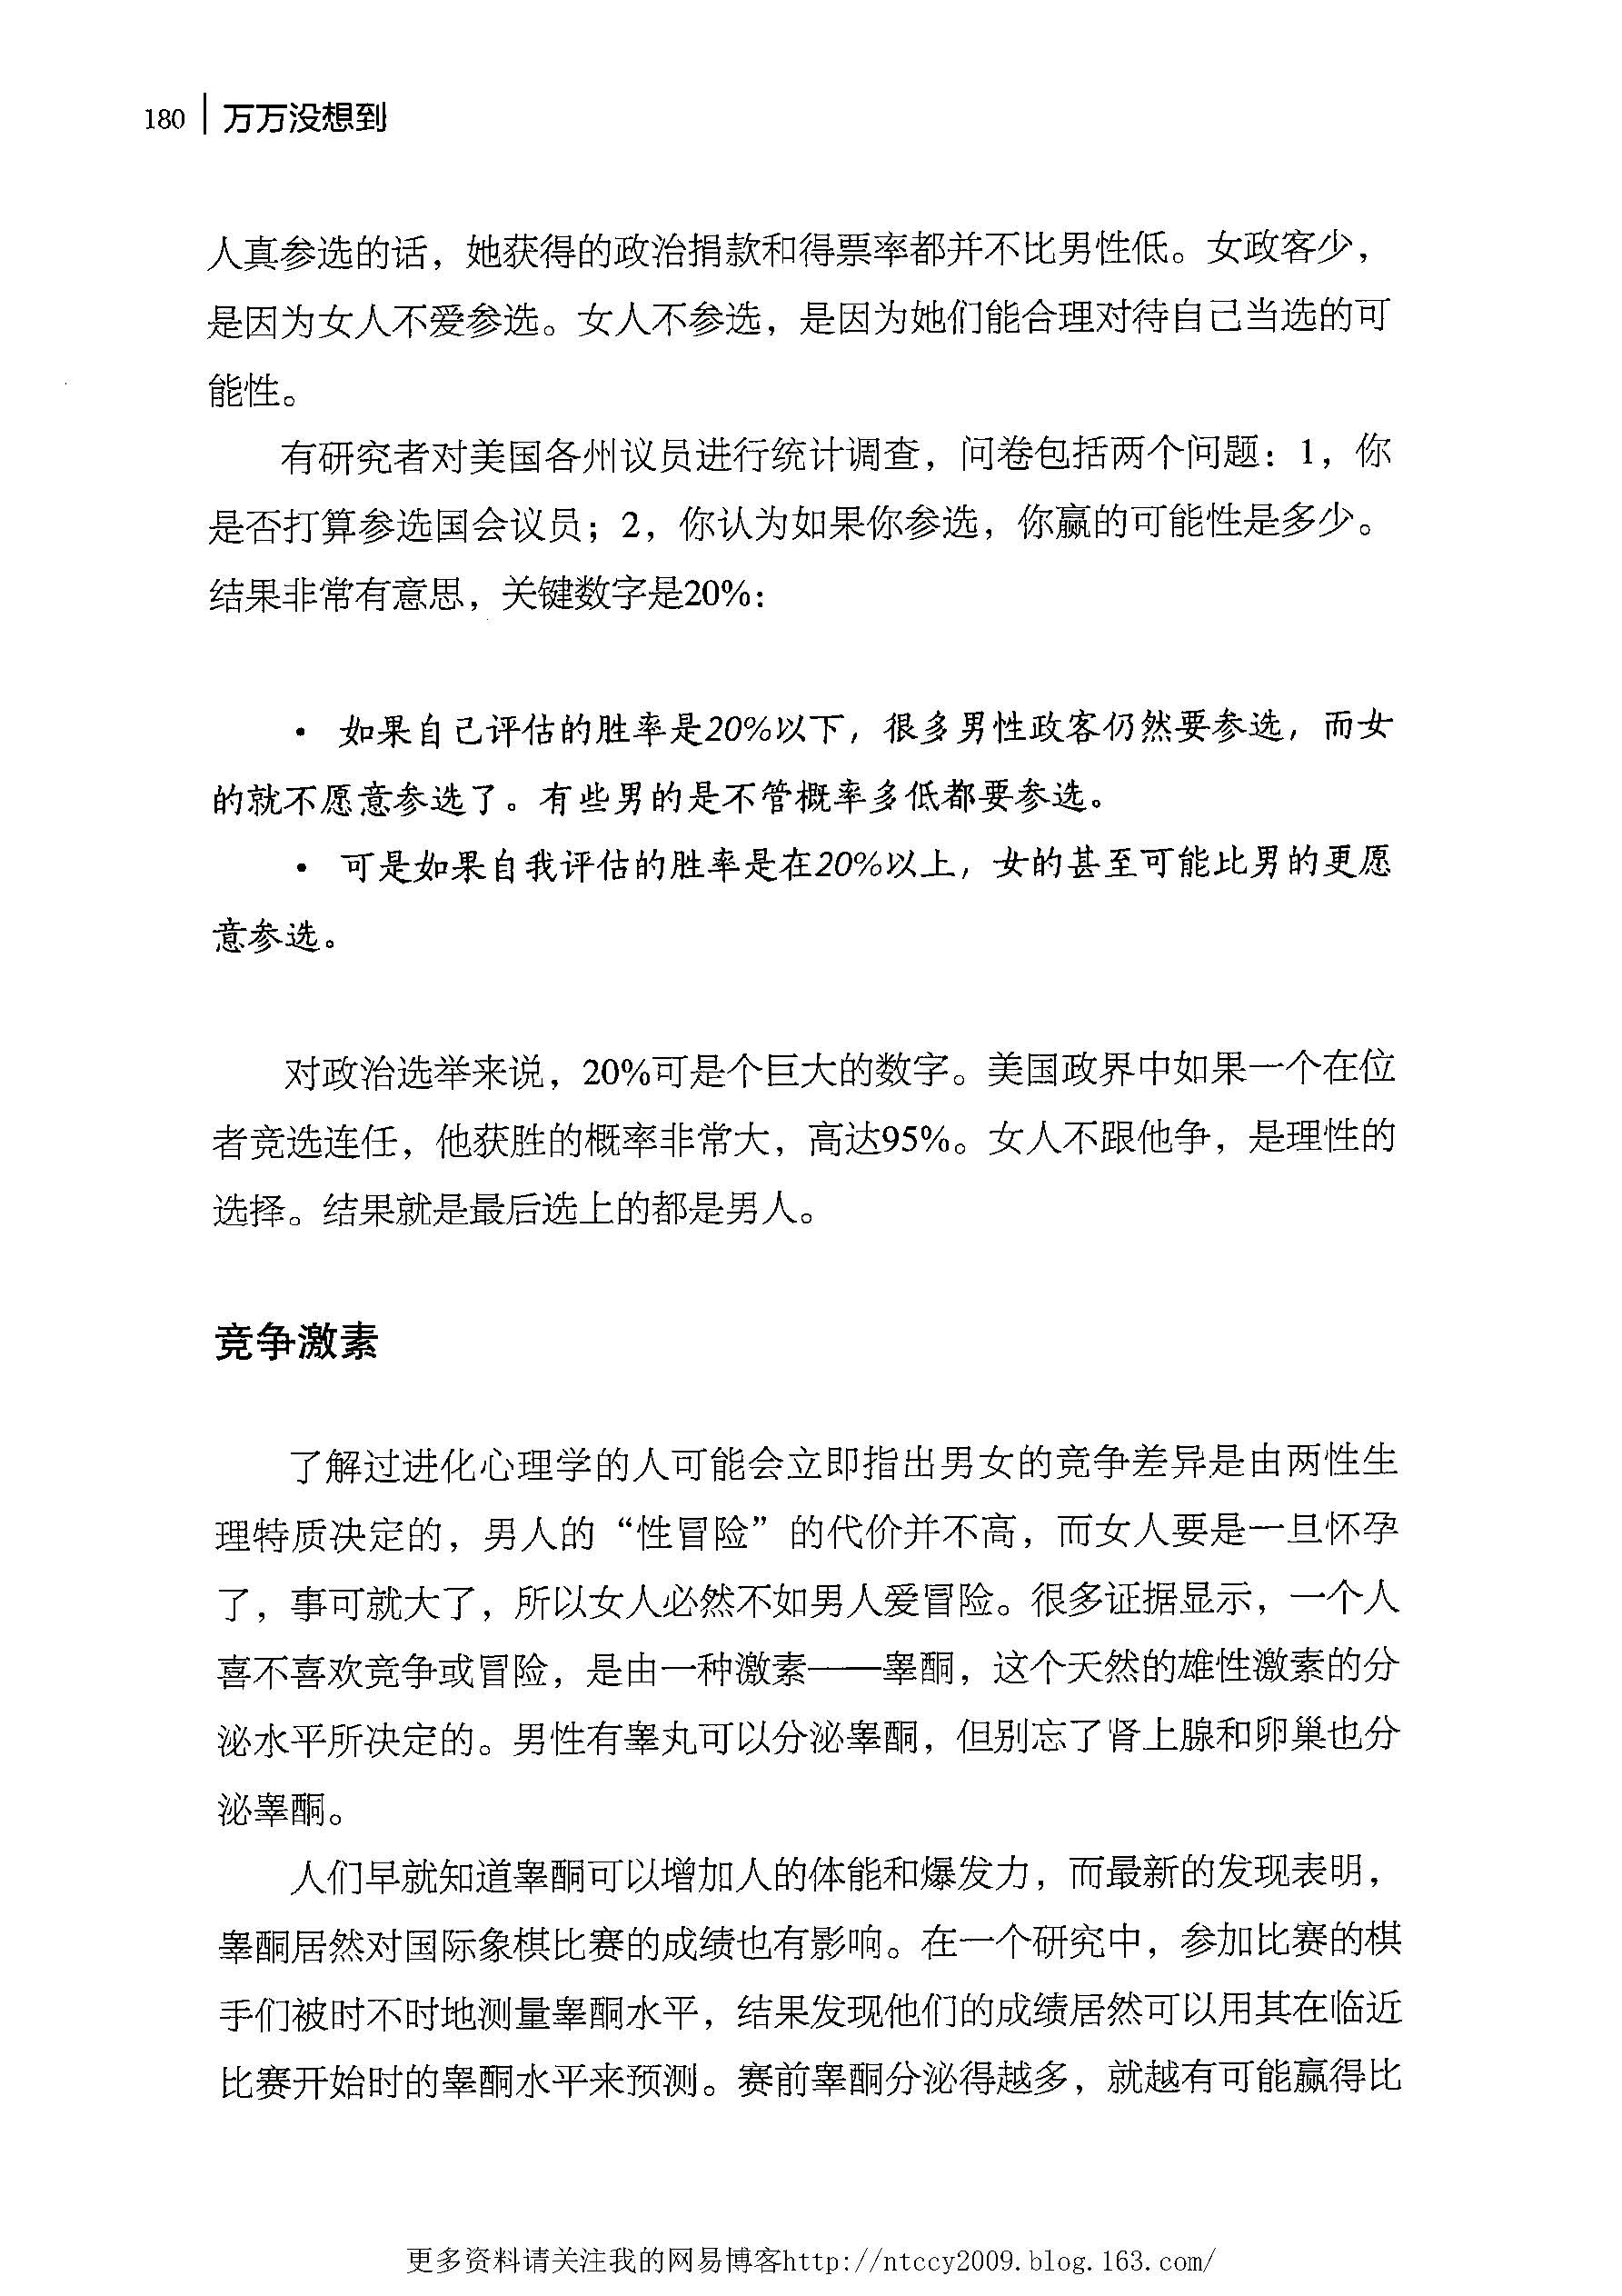 180 万万没想到
人真参选的话，她获得的政治捐款和得票率都并不比男性低。女政客少，
是因为女人不爱参选。女人不参选，是因为她们能合理对待自己当选的可
能性。
有研究者对美国各州议员进行统计调查，问卷包括两个问题：1，你
是否打算参选国会议员；2，你认为如果你参选，你赢的可能性是多少。
结果非常有意思，关键数字是20%：
· 如果自己评估的胜率是20%以下，很多男性政客仍然要参选，而女
的就不愿意参选了。有些男的是不管概率多低都要参选。
· 可是如果自我评估的胜率是在20%以上，女的甚至可能比男的更愿
意参选。
对政治选举来说，20%可是个巨大的数字。美国政界中如果一个在位
者竞选连任，他获胜的概率非常大，高达95%。女人不跟他争，是理性的
选择。结果就是最后选上的都是男人。
竞争激素
了解过进化心理学的人可能会立即指出男女的竞争差异是由两性生
理特质决定的，男人的“性冒险”的代价并不高，而女人要是一旦怀孕
了，事可就大了，所以女人必然不如男人爱冒险。很多证据显示，一个人
喜不喜欢竞争或冒险，是由一种激素——睾酮，这个天然的雄性激素的分
泌水平所决定的。男性有睾丸可以分泌睾酮，但别忘了肾上腺和卵巢也分
泌睾酮。
人们早就知道睾酮可以增加人的体能和爆发力，而最新的发现表明，
睾酮居然对国际象棋比赛的成绩也有影响。在一个研究中，参加比赛的棋
手们被时不时地测量睾酮水平，结果发现他们的成绩居然可以用其在临近
比赛开始时的睾酮水平来预测。赛前睾酮分泌得越多，就越有可能赢得比
更多资料请关注我的网易博客http://ntccy2009.blog.163.com/